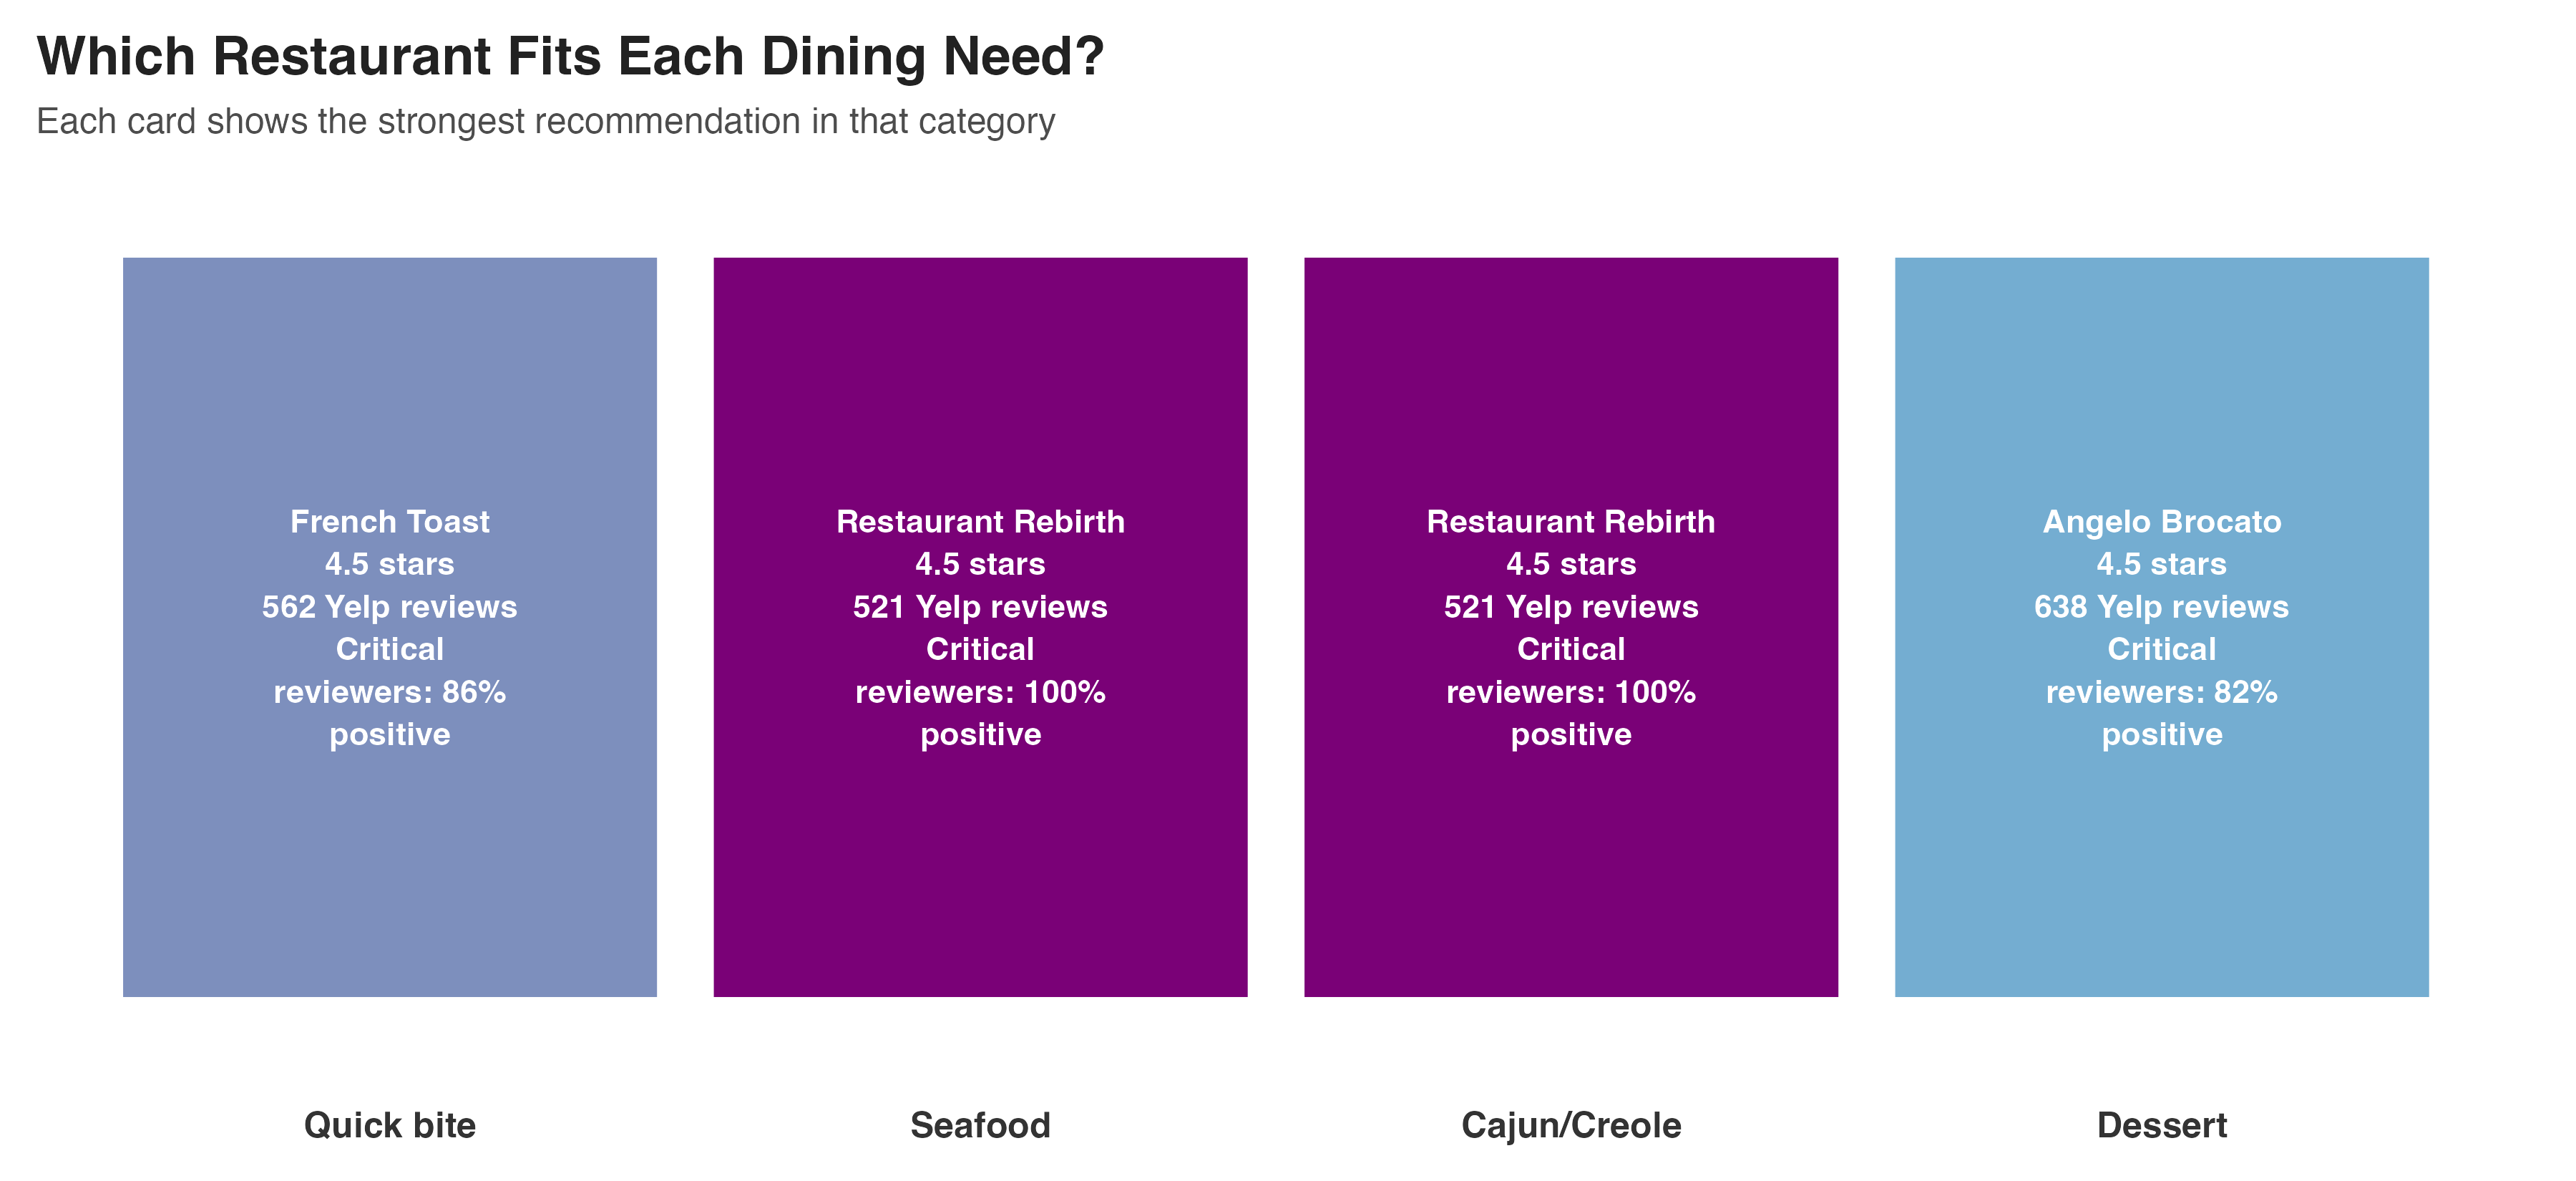 Which Restaurant Fits Each Dining Need?
Each card shows the strongest recommendation in that category
French Toast
4.5 stars
562 Yelp reviews
Critical
reviewers: 86%
positive
Restaurant Rebirth
4.5 stars
521 Yelp reviews
Critical
reviewers: 100%
positive
Restaurant Rebirth
4.5 stars
521 Yelp reviews
Critical
reviewers: 100%
positive
Angelo Brocato
4.5 stars
638 Yelp reviews
Critical
reviewers: 82%
positive
Quick bite
Seafood
Cajun/Creole
Dessert